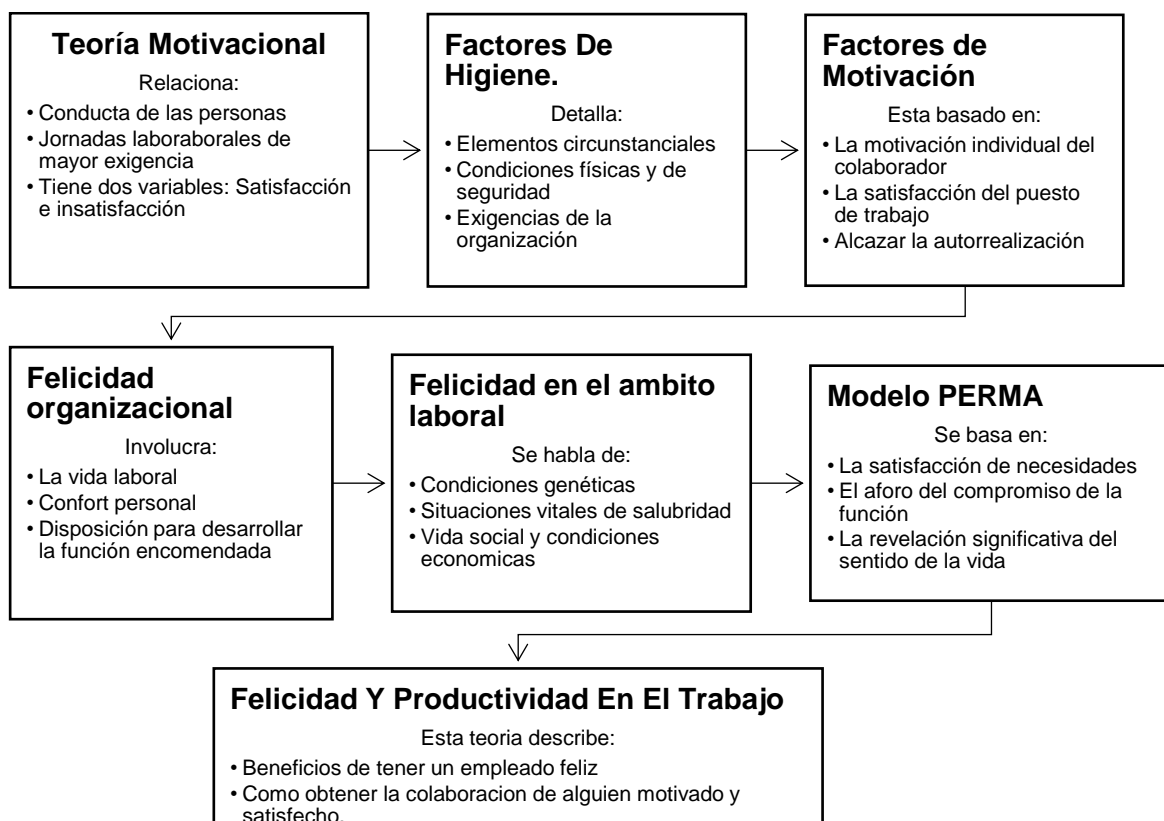 Teoría Motivacional
Relaciona:
• Conducta de las personas
• Jornadas laboraborales de
mayor exigencia
• Tiene dos variables: Satisfacción
e insatisfacción
Factores De
Higiene.
Detalla:
• Elementos circunstanciales
• Condiciones físicas y de
seguridad
• Exigencias de la
organización
Factores de
Motivación
Esta basado en:
• La motivación individual del
colaborador
• La satisfacción del puesto
de trabajo
• Alcazar la autorrealización
Felicidad
organizacional
Involucra:
• La vida laboral
• Confort personal
• Disposición para desarrollar
la función encomendada
Felicidad en el ambito
laboral
Se habla de:
• Condiciones genéticas
• Situaciones vitales de salubridad
• Vida social y condiciones
economicas
Modelo PERMA
Se basa en:
• La satisfacción de necesidades
• El aforo del compromiso de la
función
• La revelación significativa del
sentido de la vida
Felicidad Y Productividad En El Trabajo
Esta teoria describe:
• Beneficios de tener un empleado feliz
• Como obtener la colaboracion de alguien motivado y
satisfecho.